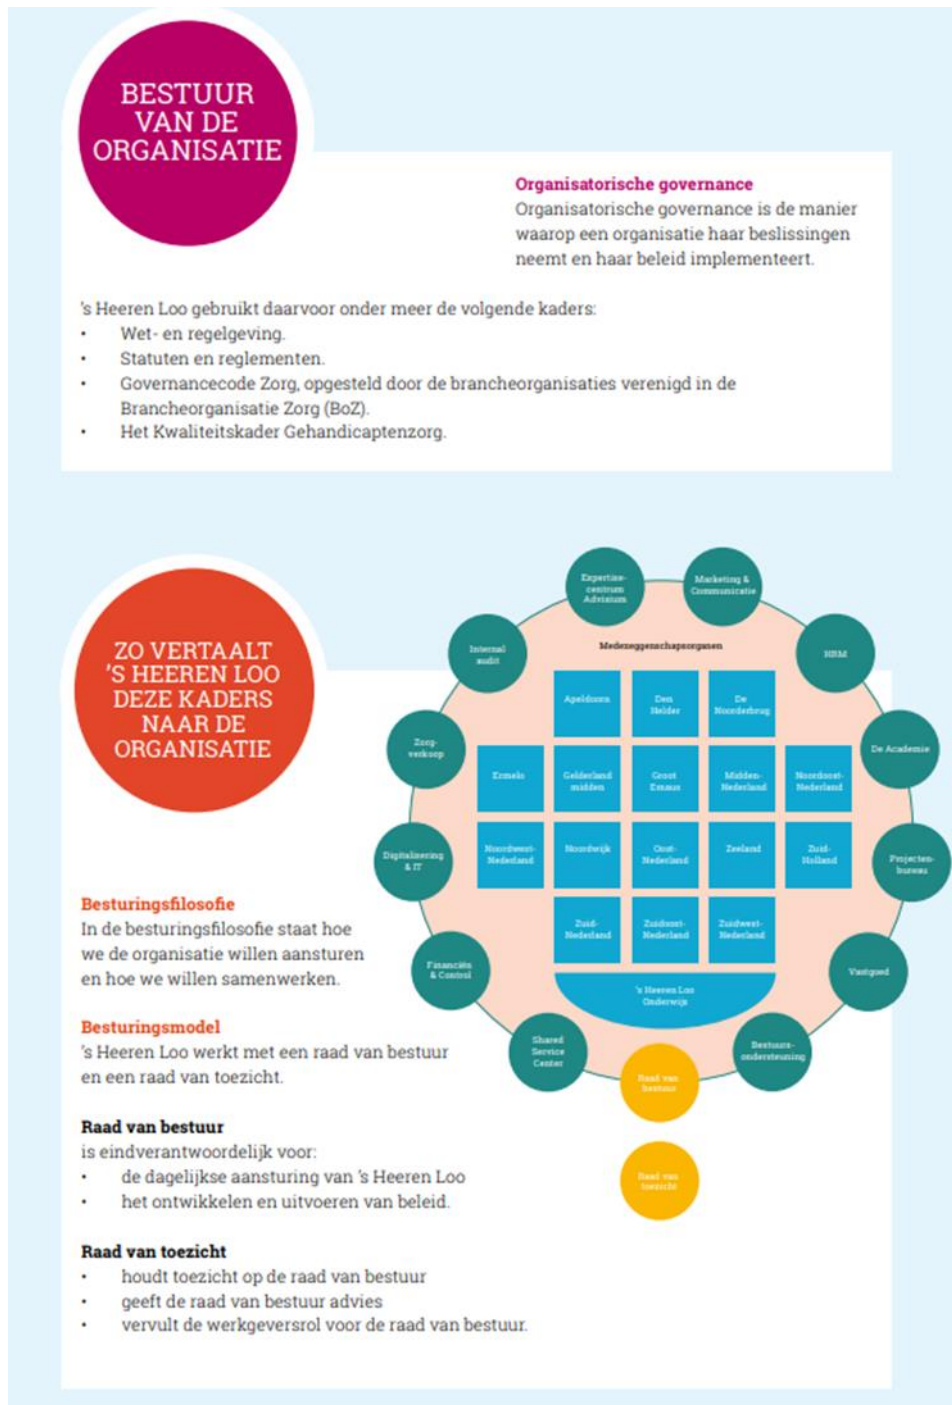 BESTUUR
VAN DE
ORGANISATIE
Organisatorische governance
Organisatorische governance is de manier
waarop een organisatie haar beslissingen
neemt en haar beleid implementeert.
's Heeren Loo gebruikt daarvoor onder meer de volgende kaders:
• Wet- en regelgeving.
• Statuten en reglementen.
• Governancecode Zorg, opgesteld door de brancheorganisaties verenigd in de
Brancheorganisatie Zorg (BoZ).
• Het Kwaliteitskader Gehandicaptenzorg.
ZO VERTAALT
'S HEEREN LOO
DEZE KADERS
NAAR DE
ORGANISATIE
Expertise-
centrum
Advisium
Marketing &
Communicatie
Internal
audit
Medezeggenschapsorganen
HRM
Apeldoorn
Den
Helder
De
Noorderbrug
Zorg-
verkoop
De Academie
Ermelo
Gelderland
midden
Groot
Emaus
Midden-
Nederland
Noordoost-
Nederland
Digitalisering
& IT
Noordwest-
Nederland
Noordwijk
Oost-
Nederland
Zeeland
Zuid-
Holland
Projecten-
bureau
Zuid-
Nederland
Zuidoost-
Nederland
Zuidwest-
Nederland
Financiën
& Control
Vastgoed
's Heeren Loo
Onderwijs
Shared
Service
Center
Bestuurs-
ondersteuning
Raad van
bestuur
Raad van
toezicht
Besturingsfilosofie
In de besturingsfilosofie staat hoe
we de organisatie willen aansturen
en hoe we willen samenwerken.
Besturingsmodel
's Heeren Loo werkt met een raad van bestuur
en een raad van toezicht.
Raad van bestuur
is eindverantwoordelijk voor:
• de dagelijkse aansturing van 's Heeren Loo
• het ontwikkelen en uitvoeren van beleid.
Raad van toezicht
• houdt toezicht op de raad van bestuur
• geeft de raad van bestuur advies
• vervult de werkgeversrol voor de raad van bestuur.